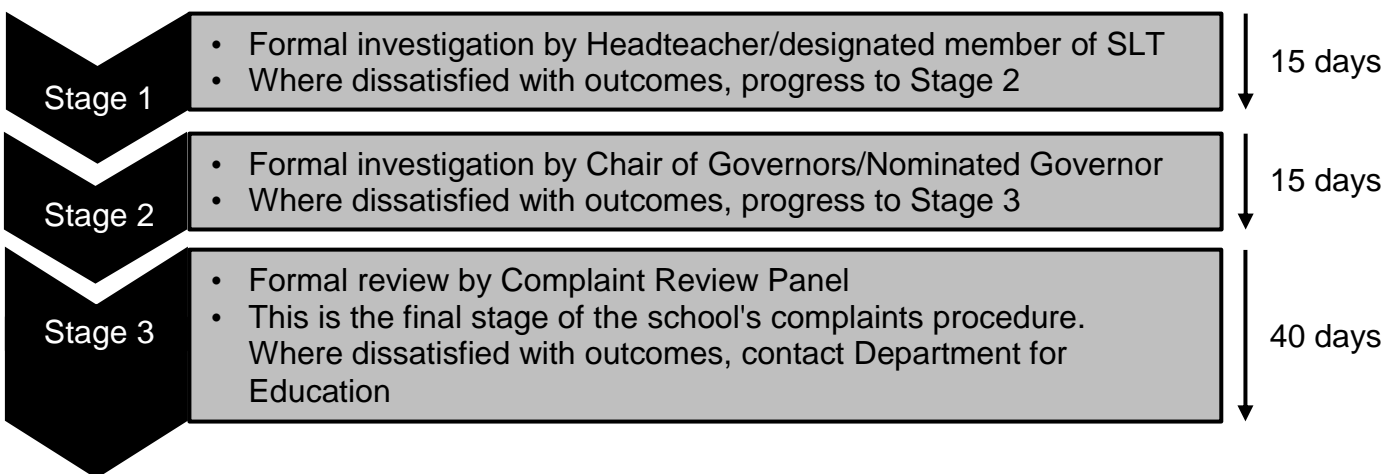 Stage 1
• Formal investigation by Headteacher/designated member of SLT
• Where dissatisfied with outcomes, progress to Stage 2
15 days
Stage 2
• Formal investigation by Chair of Governors/Nominated Governor
• Where dissatisfied with outcomes, progress to Stage 3
15 days
Stage 3
• Formal review by Complaint Review Panel
• This is the final stage of the school's complaints procedure.
Where dissatisfied with outcomes, contact Department for
Education
40 days